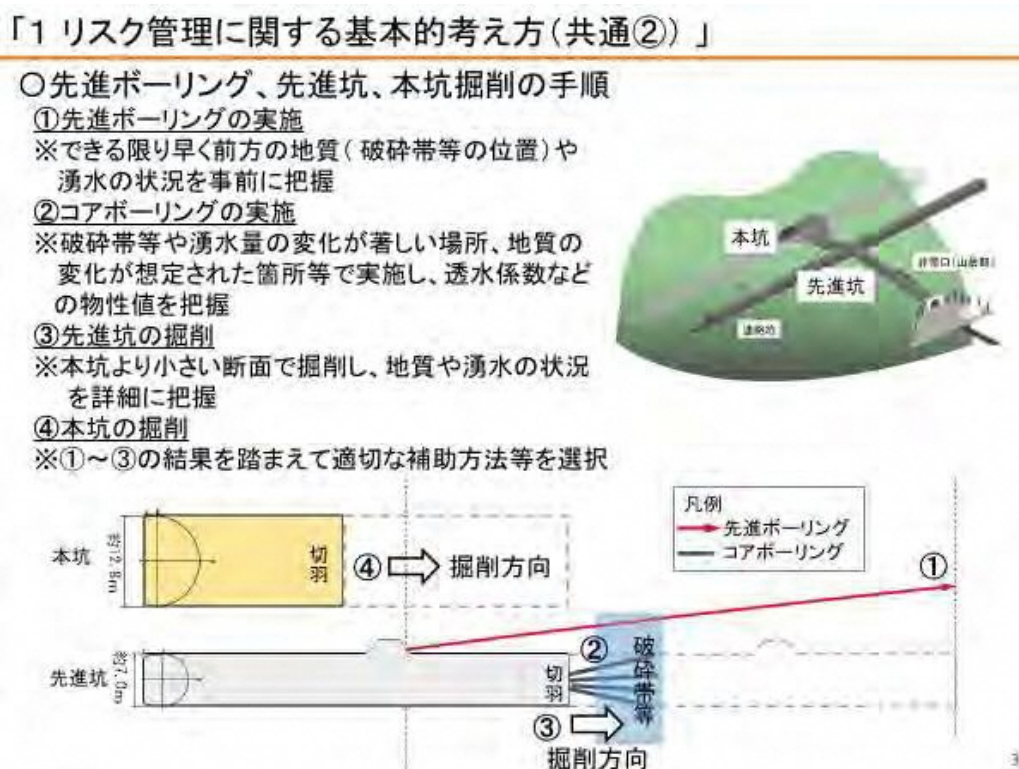 「1 リスク管理に関する基本的考え方(共通②)」
○先進ボーリング、先進坑、本坑掘削の手順
①先進ボーリングの実施
※できる限り早く前方の地質( 破砕帯等の位置)や
湧水の状況を事前に把握
②コアボーリングの実施
※破砕帯等や湧水量の変化が著しい場所、地質の
変化が想定された箇所等で実施し、透水係数など
の物性値を把握
③先進坑の掘削
※本坑より小さい断面で掘削し、地質や湧水の状況
を詳細に把握
④本坑の掘削
※①～③の結果を踏まえて適切な補助方法等を選択
本坑
先進坑
非常口(山岳部)
連絡坑
凡例
先進ボーリング
コアボーリング
本坑
約12.8m
切羽
④
掘削方向
①
先進坑
約7.0m
切羽
②
破砕帯等
③
掘削方向